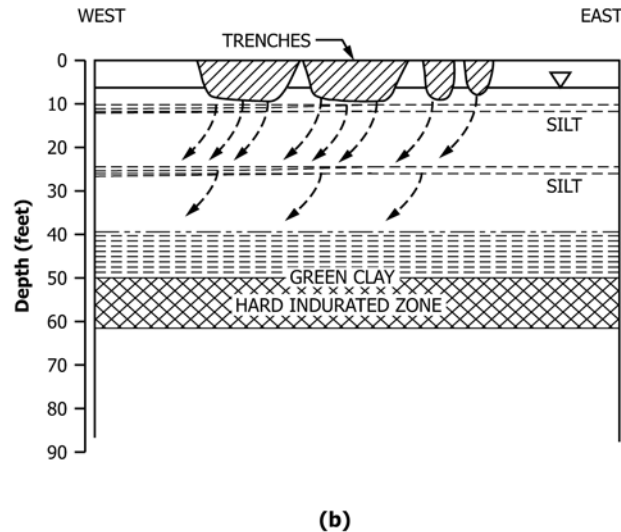 WEST EAST
TRENCHES
0
10
20
30
40
50
60
70
80
90
Depth (feet)
SILT
SILT
GREEN CLAY
HARD INDURATED ZONE
(b)